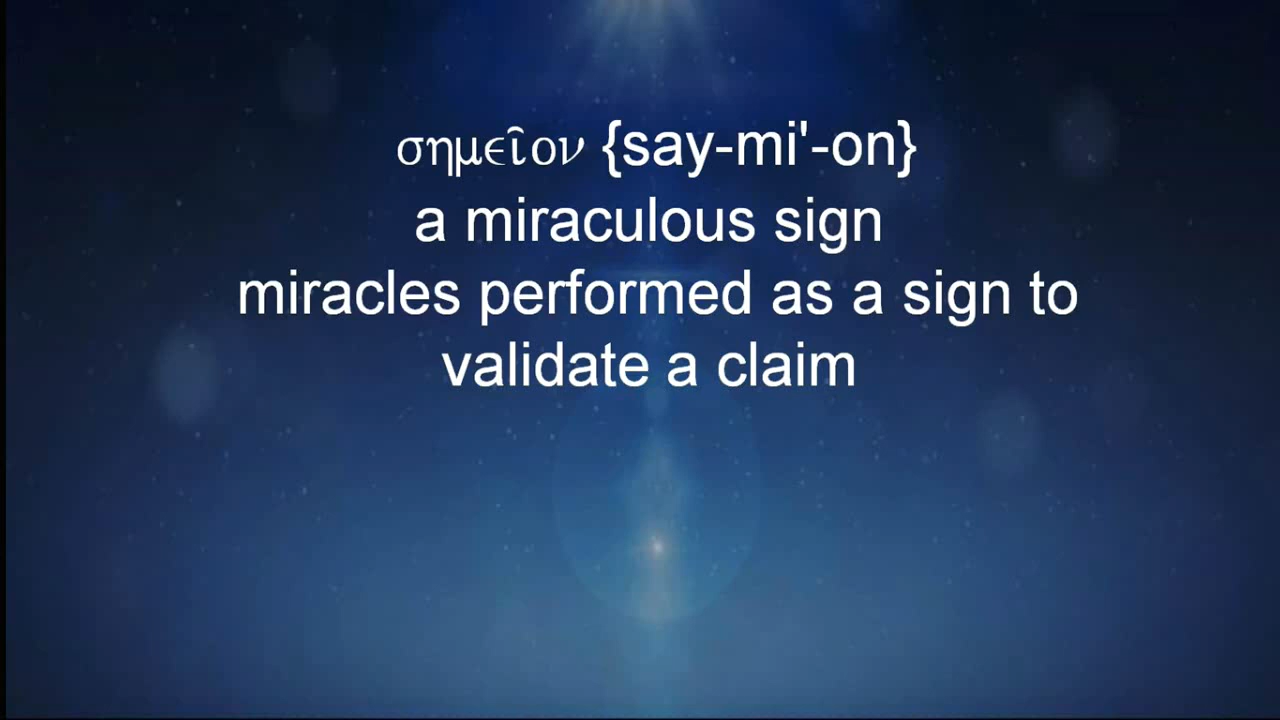 σημεῖον {say-mi'-on}
a miraculous sign
miracles performed as a sign to
validate a claim